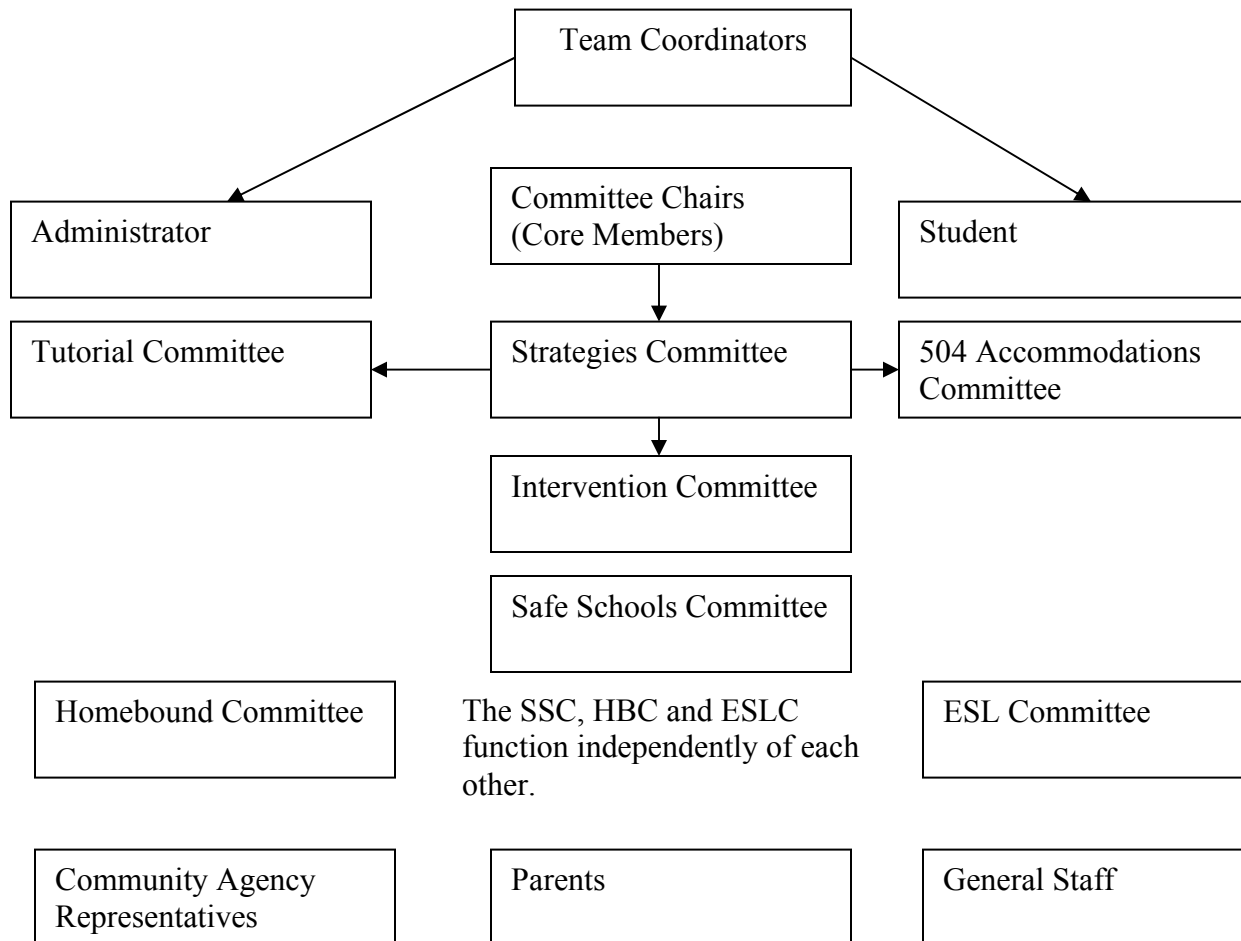 Team Coordinators
Committee Chairs
(Core Members)
Administrator
Student
Tutorial Committee
Strategies Committee
504 Accommodations
Committee
Intervention Committee
Safe Schools Committee
Homebound Committee
The SSC, HBC and ESLC
function independently of each
other.
ESL Committee
Community Agency
Representatives
Parents
General Staff